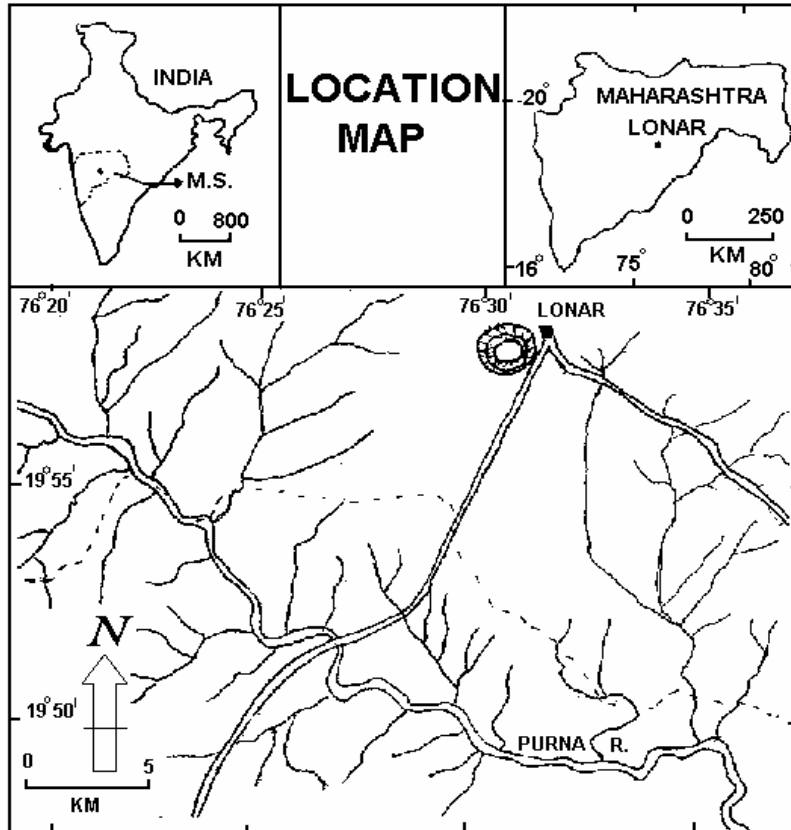 INDIA
M.S.
0 800
KM
LOCATION
MAP
20°
MAHARASHTRA
LONAR
0 250
KM
16°
75°
80°
76°20'
76°25'
76°30'
76°35'
LONAR
19°55'
N
19°50'
0 5
KM
PURNA R.